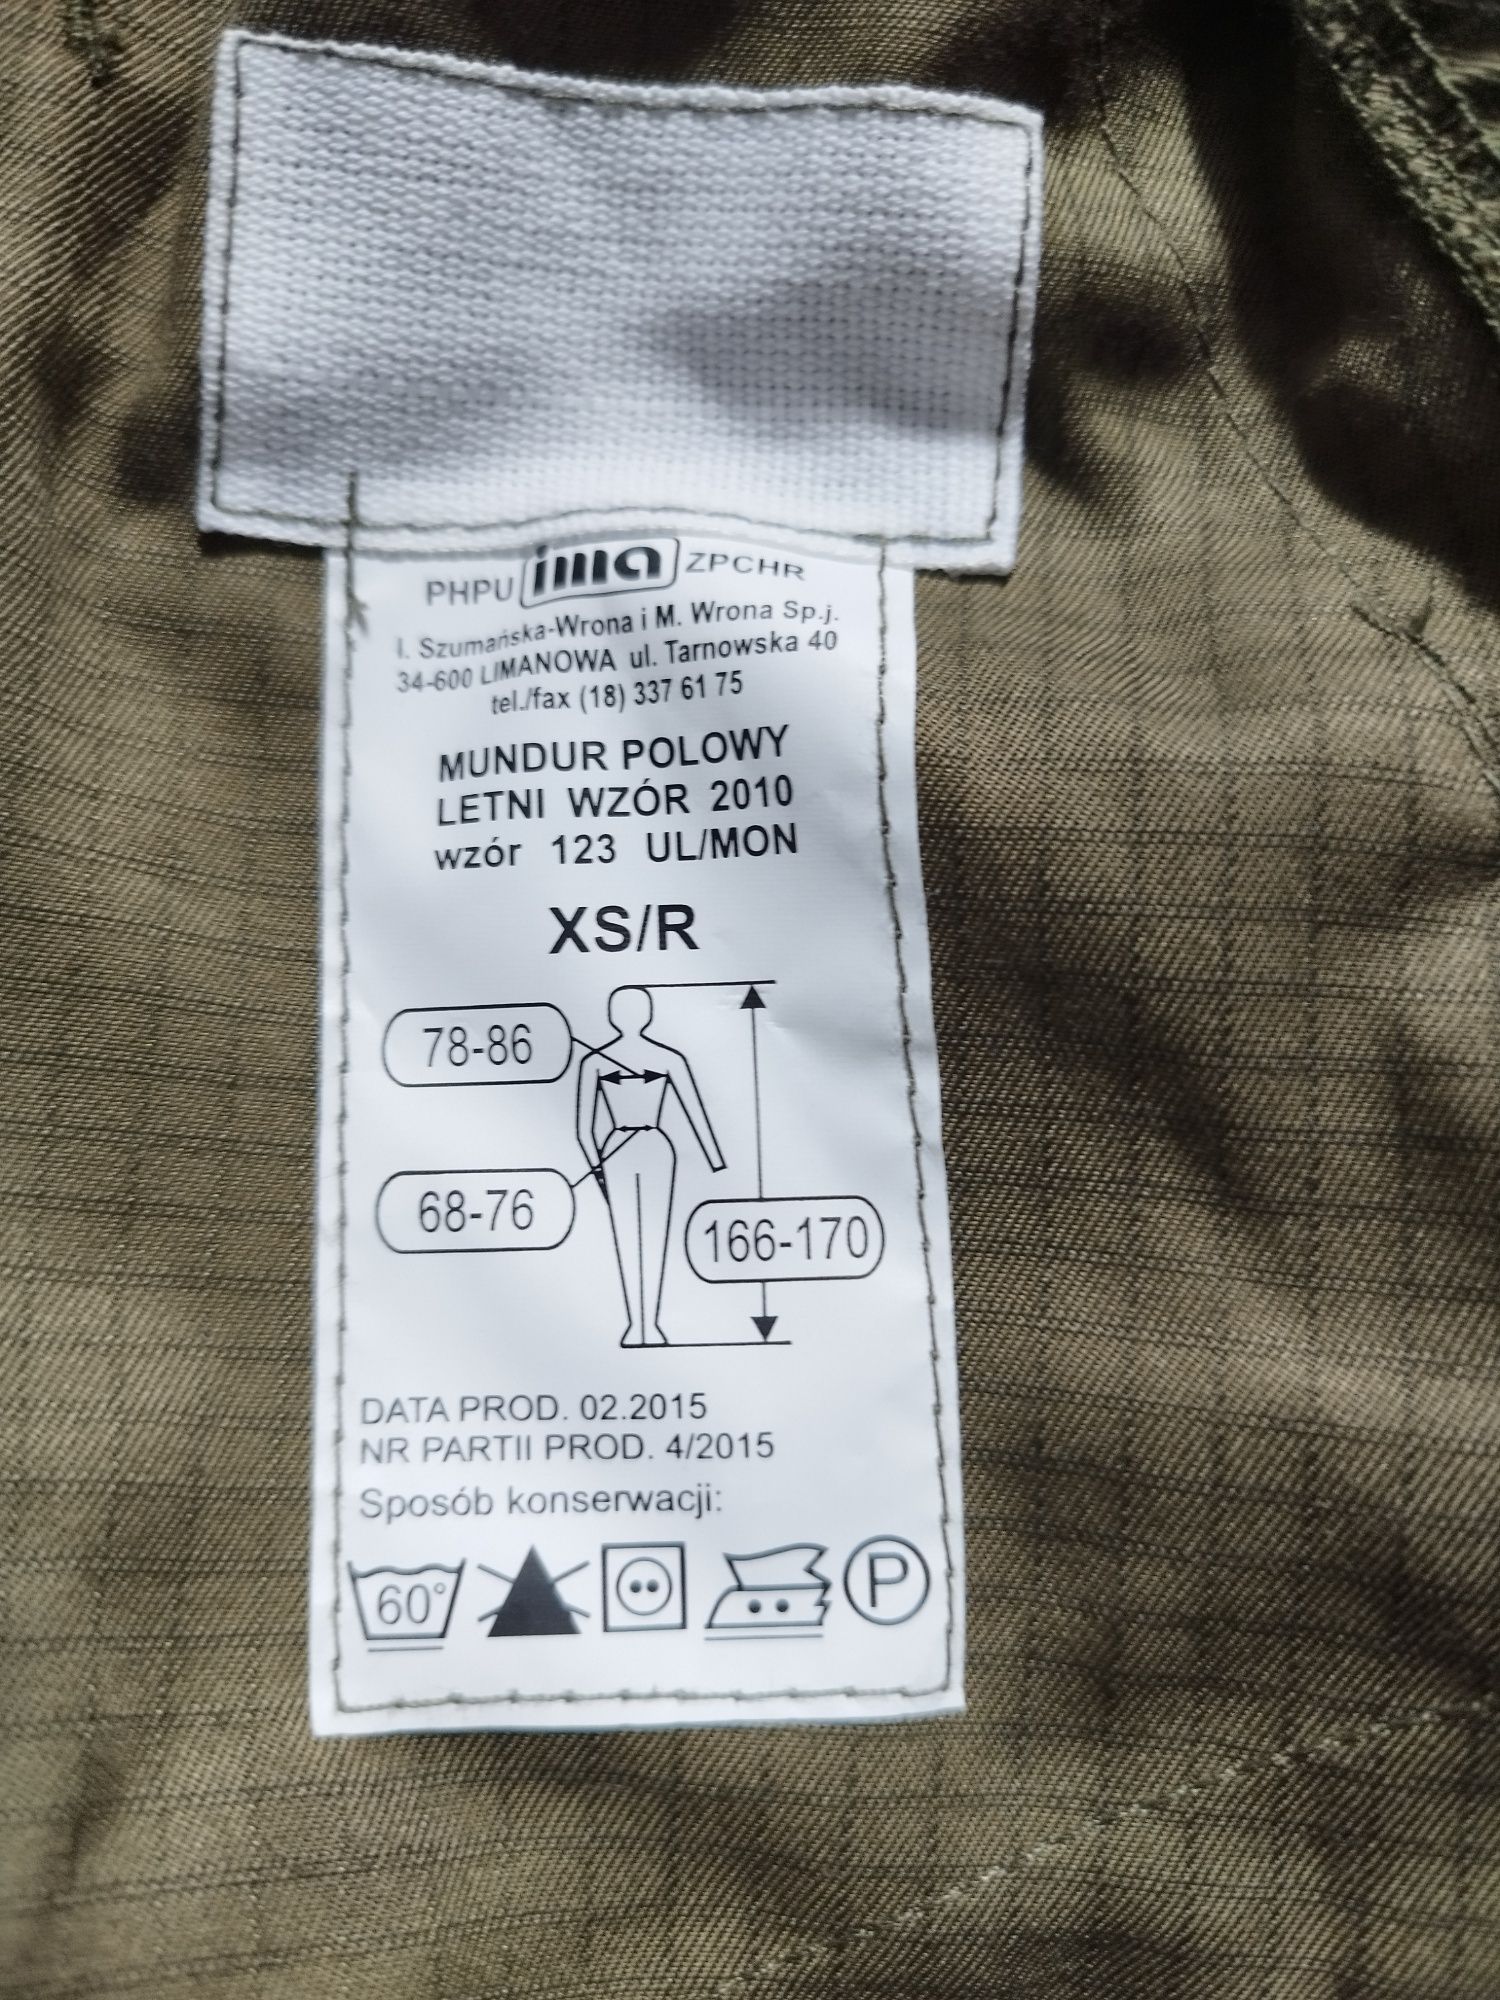 PHPU ima ZPCHR
I. Szumańska-Wrona i M. Wrona Sp.j.
34-600 LIMANOWA ul. Tarnowska 40
tel./fax (18) 337 61 75
MUNDUR POLOWY
LETNI WZÓR 2010
wzór 123 UL/MON
XS/R
78-86
68-76
166-170
DATA PROD. 02.2015
NR PARTII PROD. 4/2015
Sposób konserwacji:
60° P